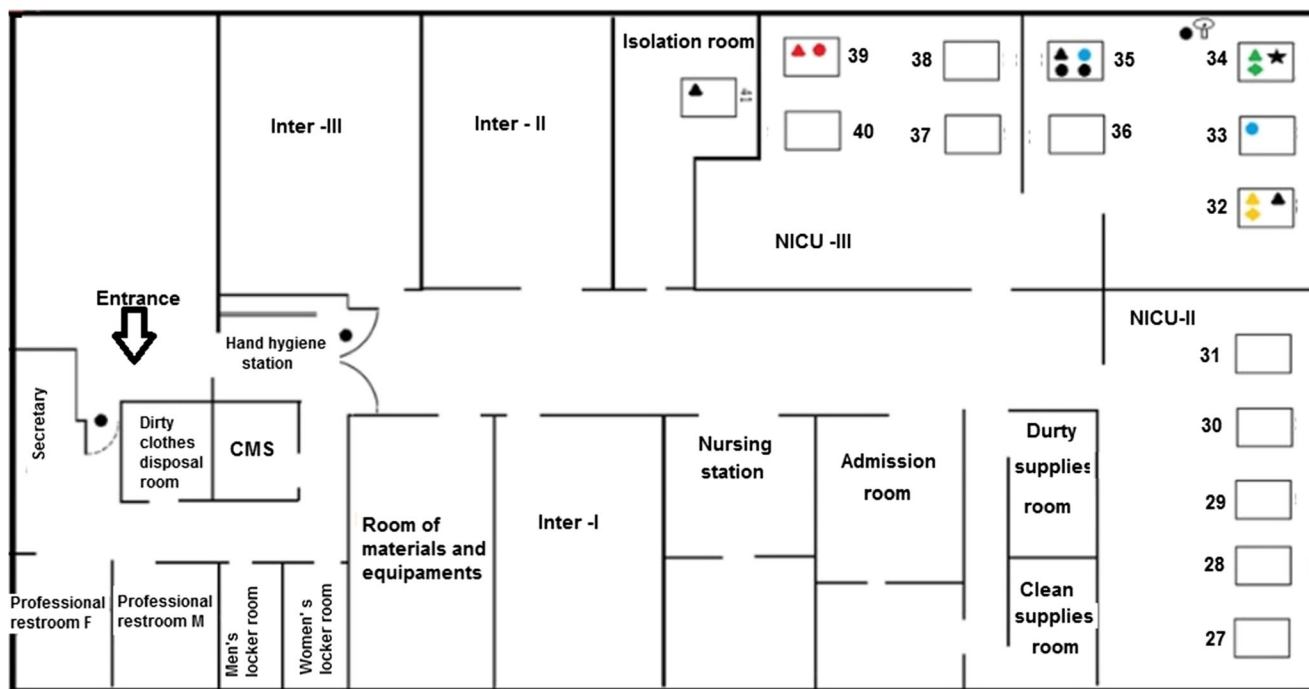 Isolation room
39
38
35
34
41
Inter -III
Inter - II
40
37
36
33
32
NICU -III
Entrance
NICU-II
Hand hygiene
station
31
Secretary
Dirty
clothes
disposal
room
CMS
Nursing
station
Admission
room
Durty
supplies
room
30
29
Room of
materials and
equipaments
Inter -I
28
Professional
restroom F
Professional
restroom M
Men's
locker room
Women' s
locker room
Clean
supplies
room
27